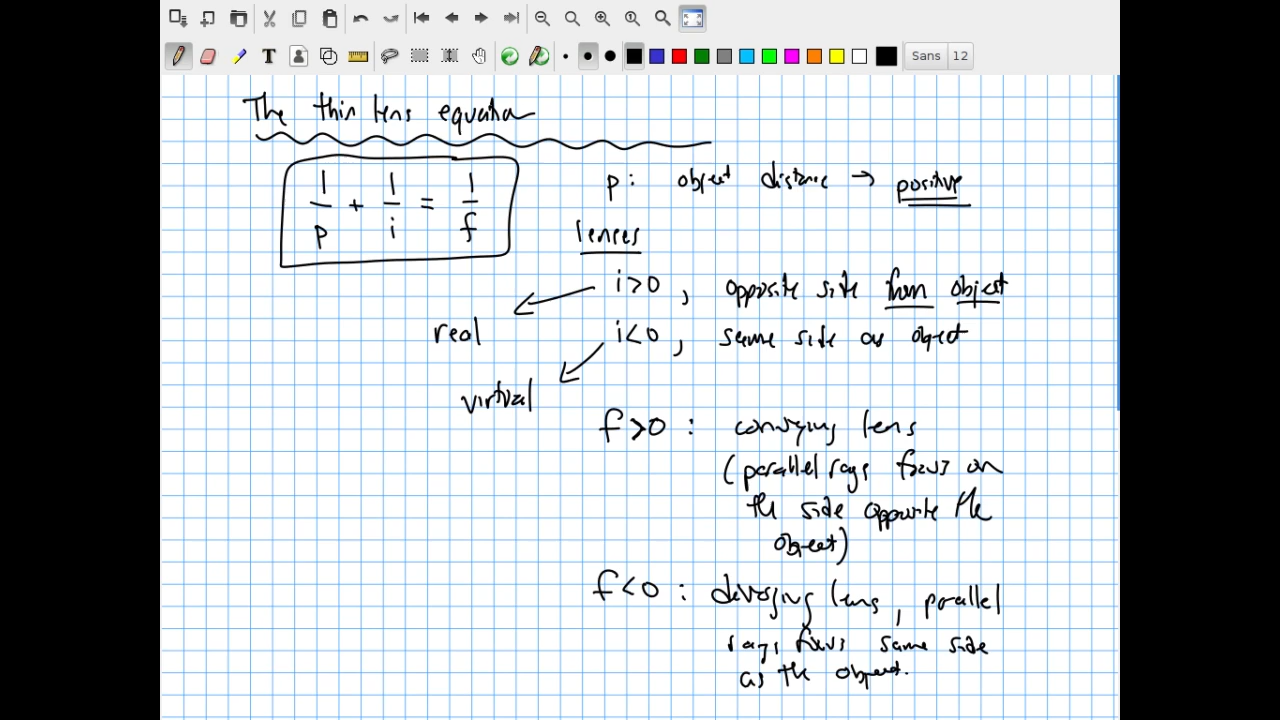 Sans 12
The thin lens equation
1/p + 1/i = 1/f
p: object distance → positive
lenses
i>0, opposite side from object
real
i<0, same side as object
virtual
f>0: converging lens
(parallel rays focus on
the side opposite the
object)
f<0: diverging lens, parallel
rays focus same side
as the object.